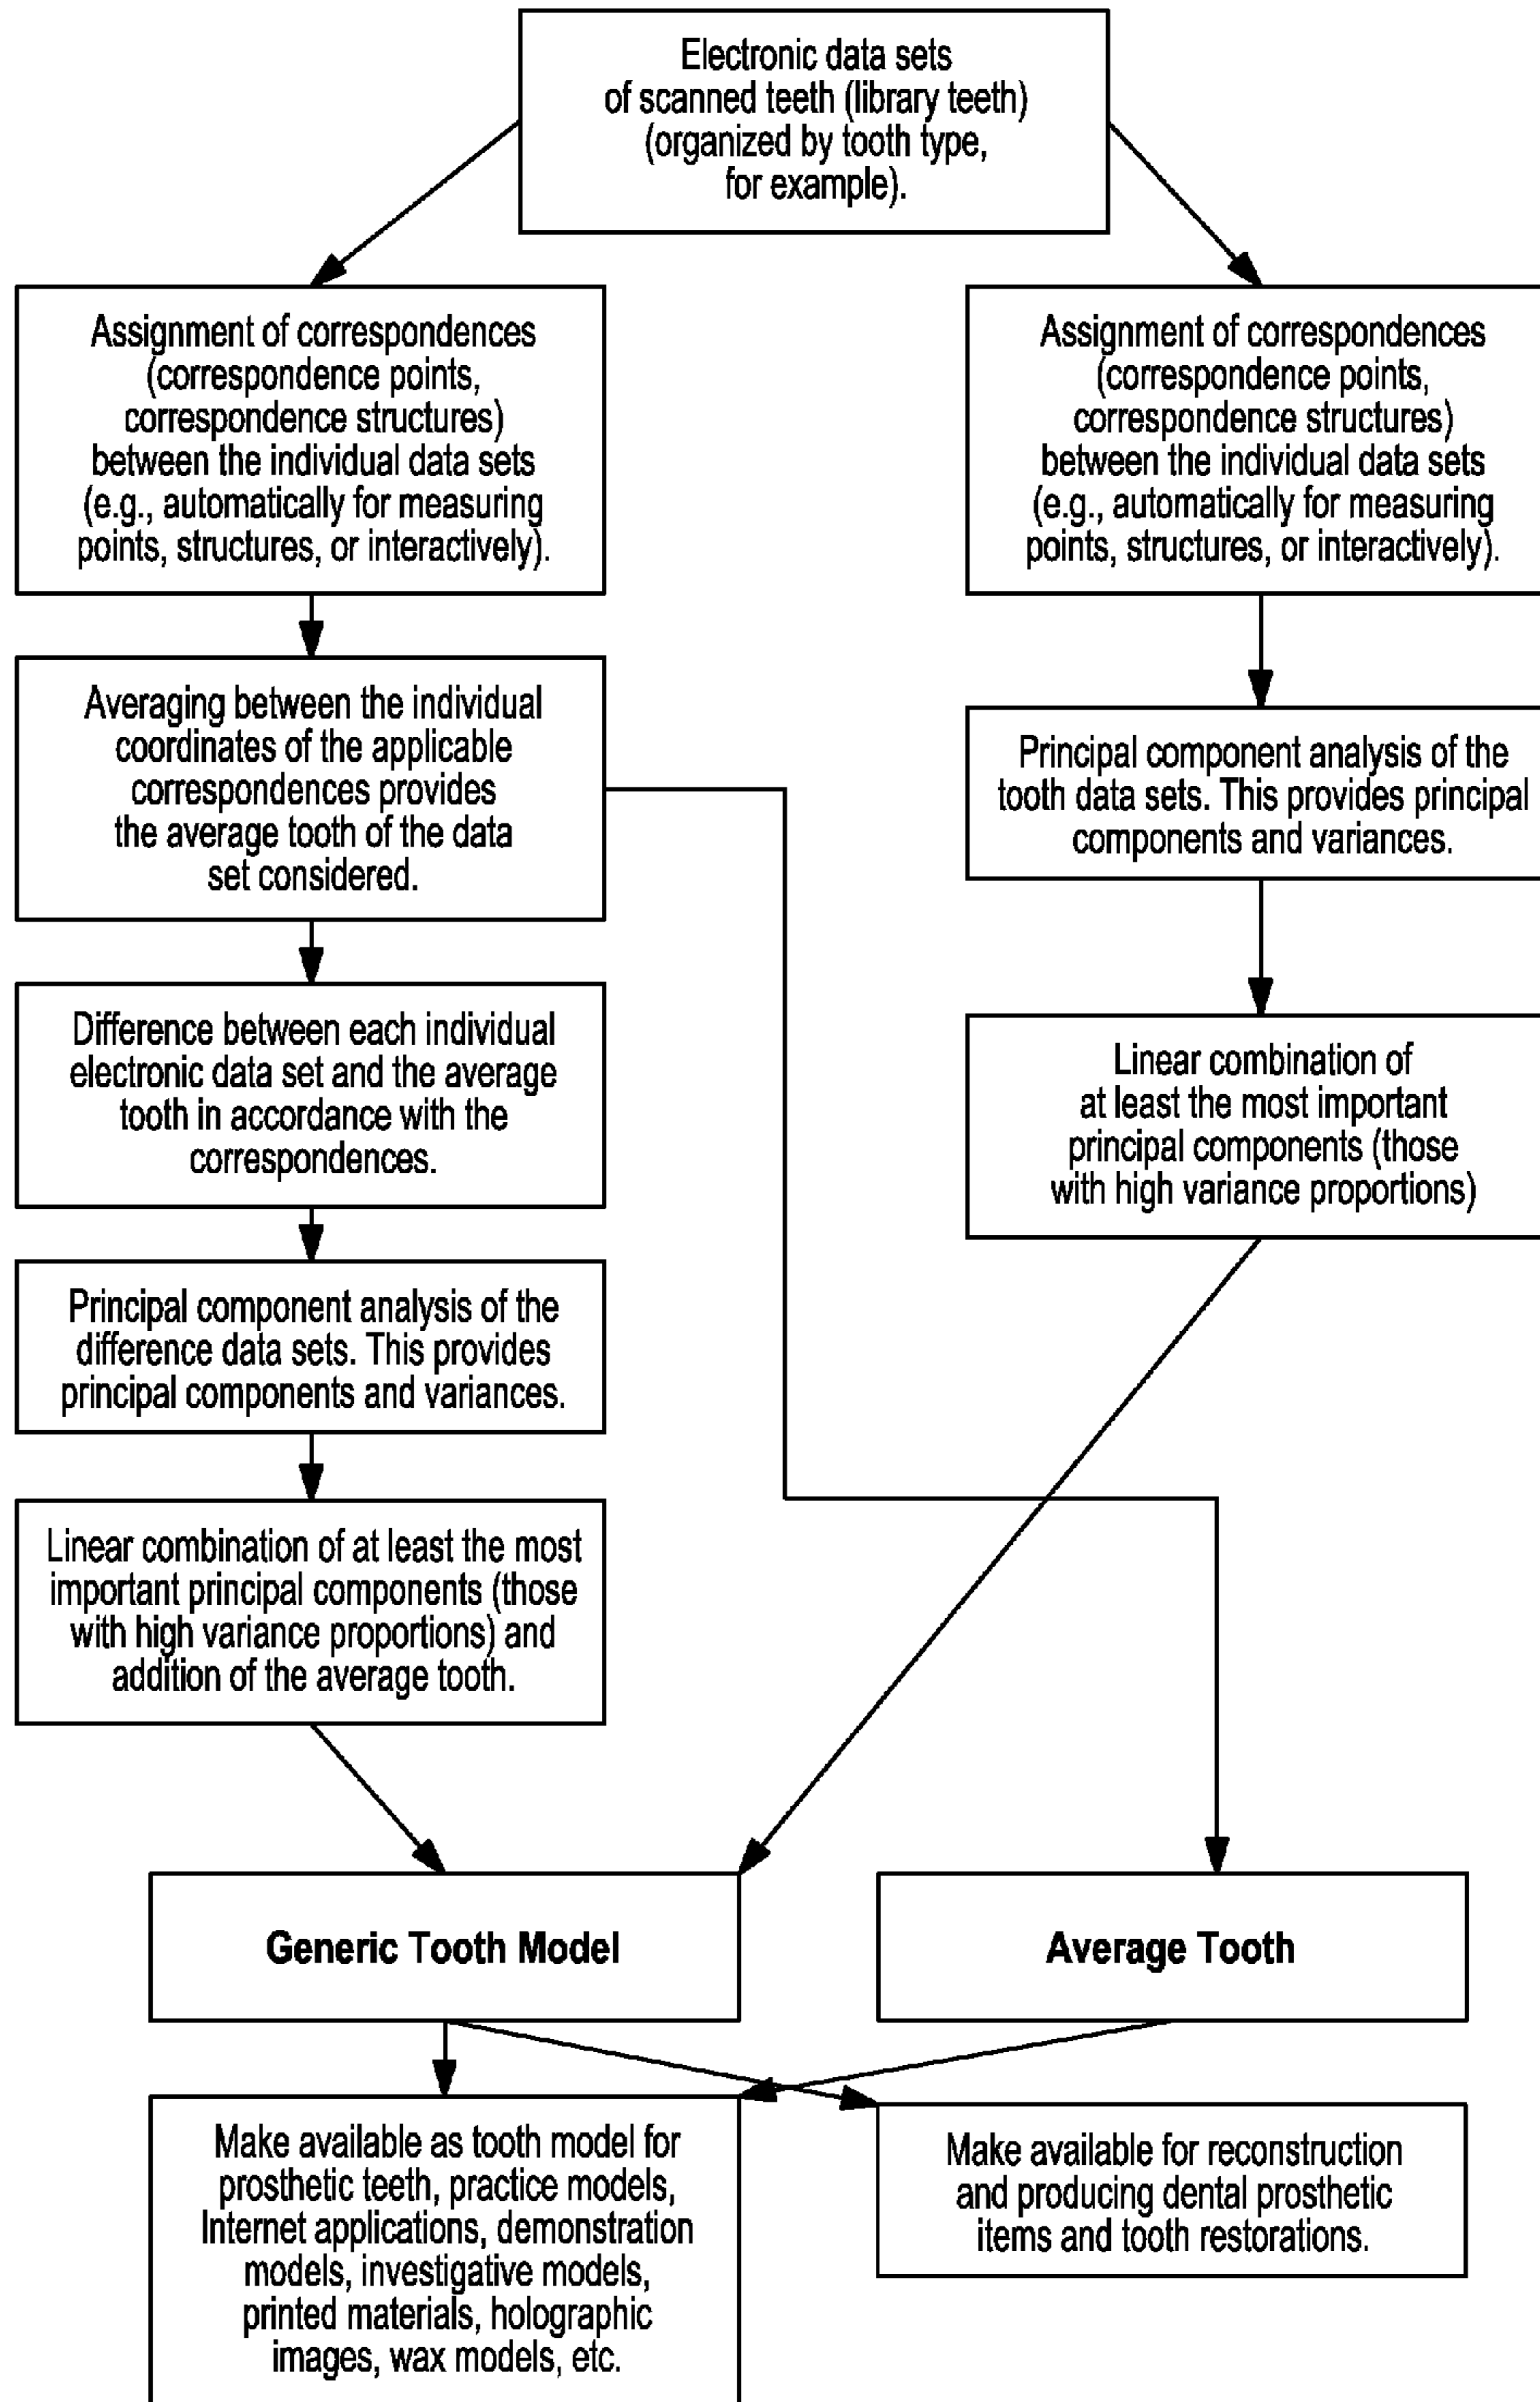 Electronic data sets
of scanned teeth (library teeth)
(organized by tooth type,
for example).
Assignment of correspondences
(correspondence points,
correspondence structures)
between the individual data sets
(e.g., automatically for measuring
points, structures, or interactively).
Averaging between the individual
coordinates of the applicable
correspondences provides
the average tooth of the data
set considered.
Difference between each individual
electronic data set and the average
tooth in accordance with the
correspondences.
Principal component analysis of the
difference data sets. This provides
principal components and variances.
Linear combination of at least the most
important principal components (those
with high variance proportions) and
addition of the average tooth.
Assignment of correspondences
(correspondence points,
correspondence structures)
between the individual data sets
(e.g., automatically for measuring
points, structures, or interactively).
Principal component analysis of the
tooth data sets. This provides principal
components and variances.
Linear combination of
at least the most important
principal components (those
with high variance proportions)
Generic Tooth Model
Average Tooth
Make available as tooth model for
prosthetic teeth, practice models,
Internet applications, demonstration
models, investigative models,
printed materials, holographic
images, wax models, etc.
Make available for reconstruction
and producing dental prosthetic
items and tooth restorations.